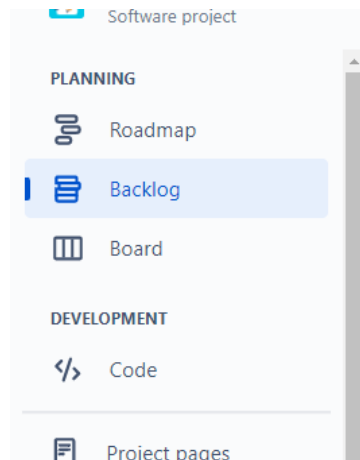 Software project
PLANNING
Roadmap
Backlog
Board
DEVELOPMENT
Code
Project pages